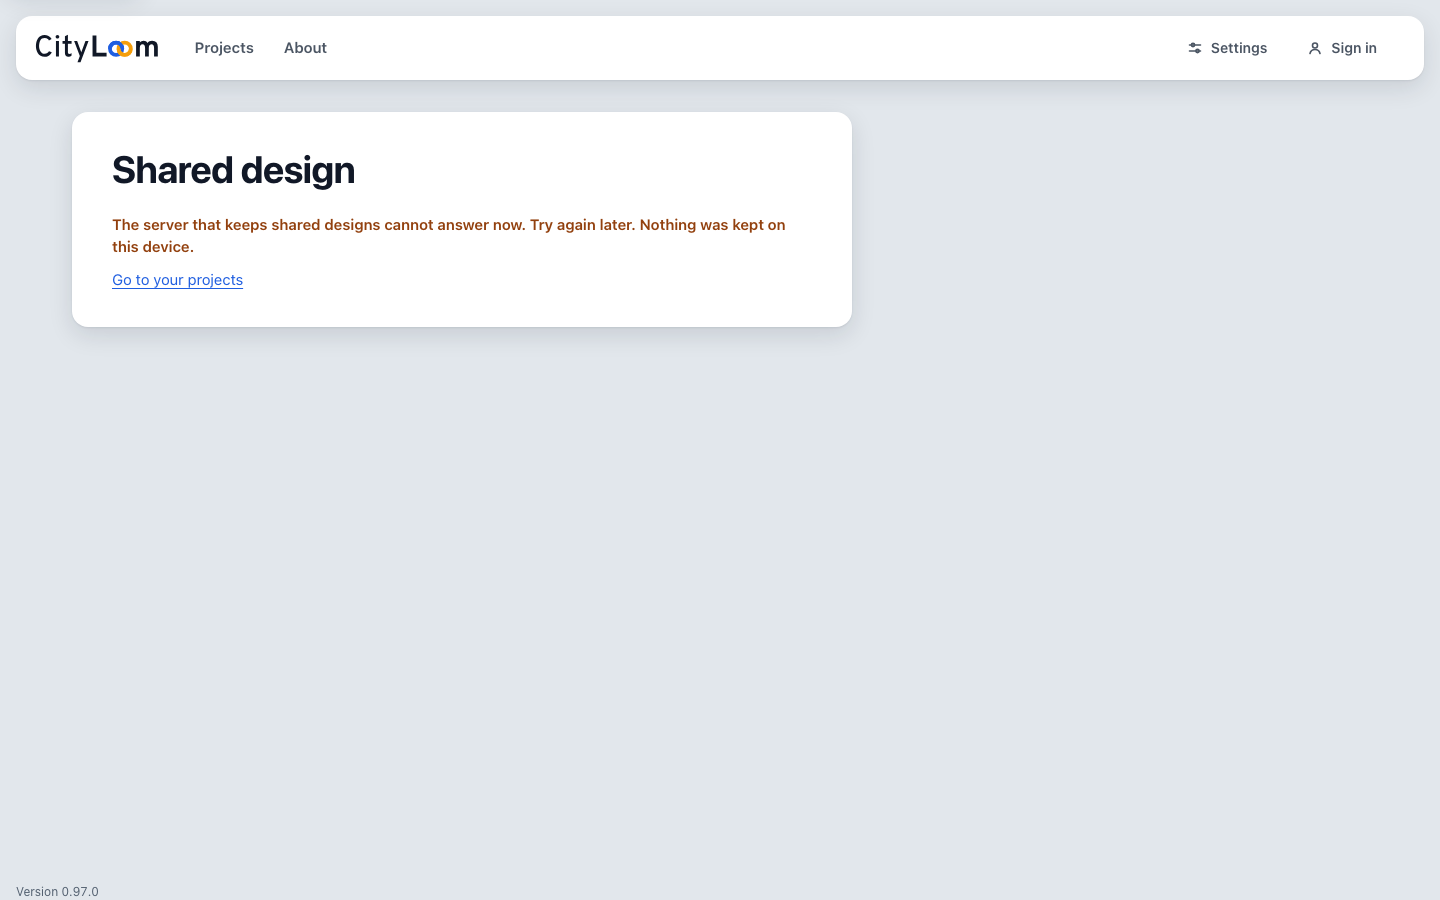 CityLoom
Projects
About
Settings
Sign in
Shared design
The server that keeps shared designs cannot answer now. Try again later. Nothing was kept on
this device.
Go to your projects
Version 0.97.0